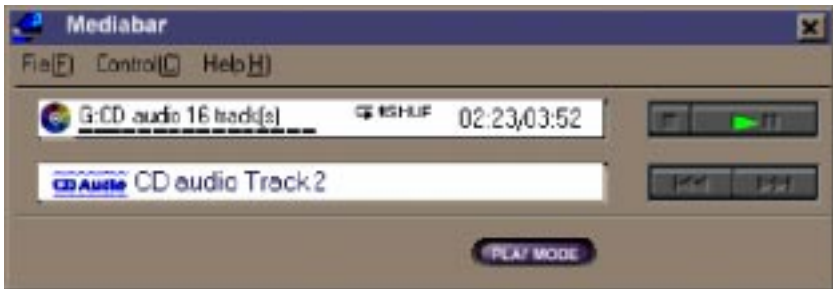 Mediabar
File(F) Control(C) Help(H)
G:CD audio 16 track(s) SHUF 02:23/03:52
CD Audio CD audio Track 2
PLAY MODE